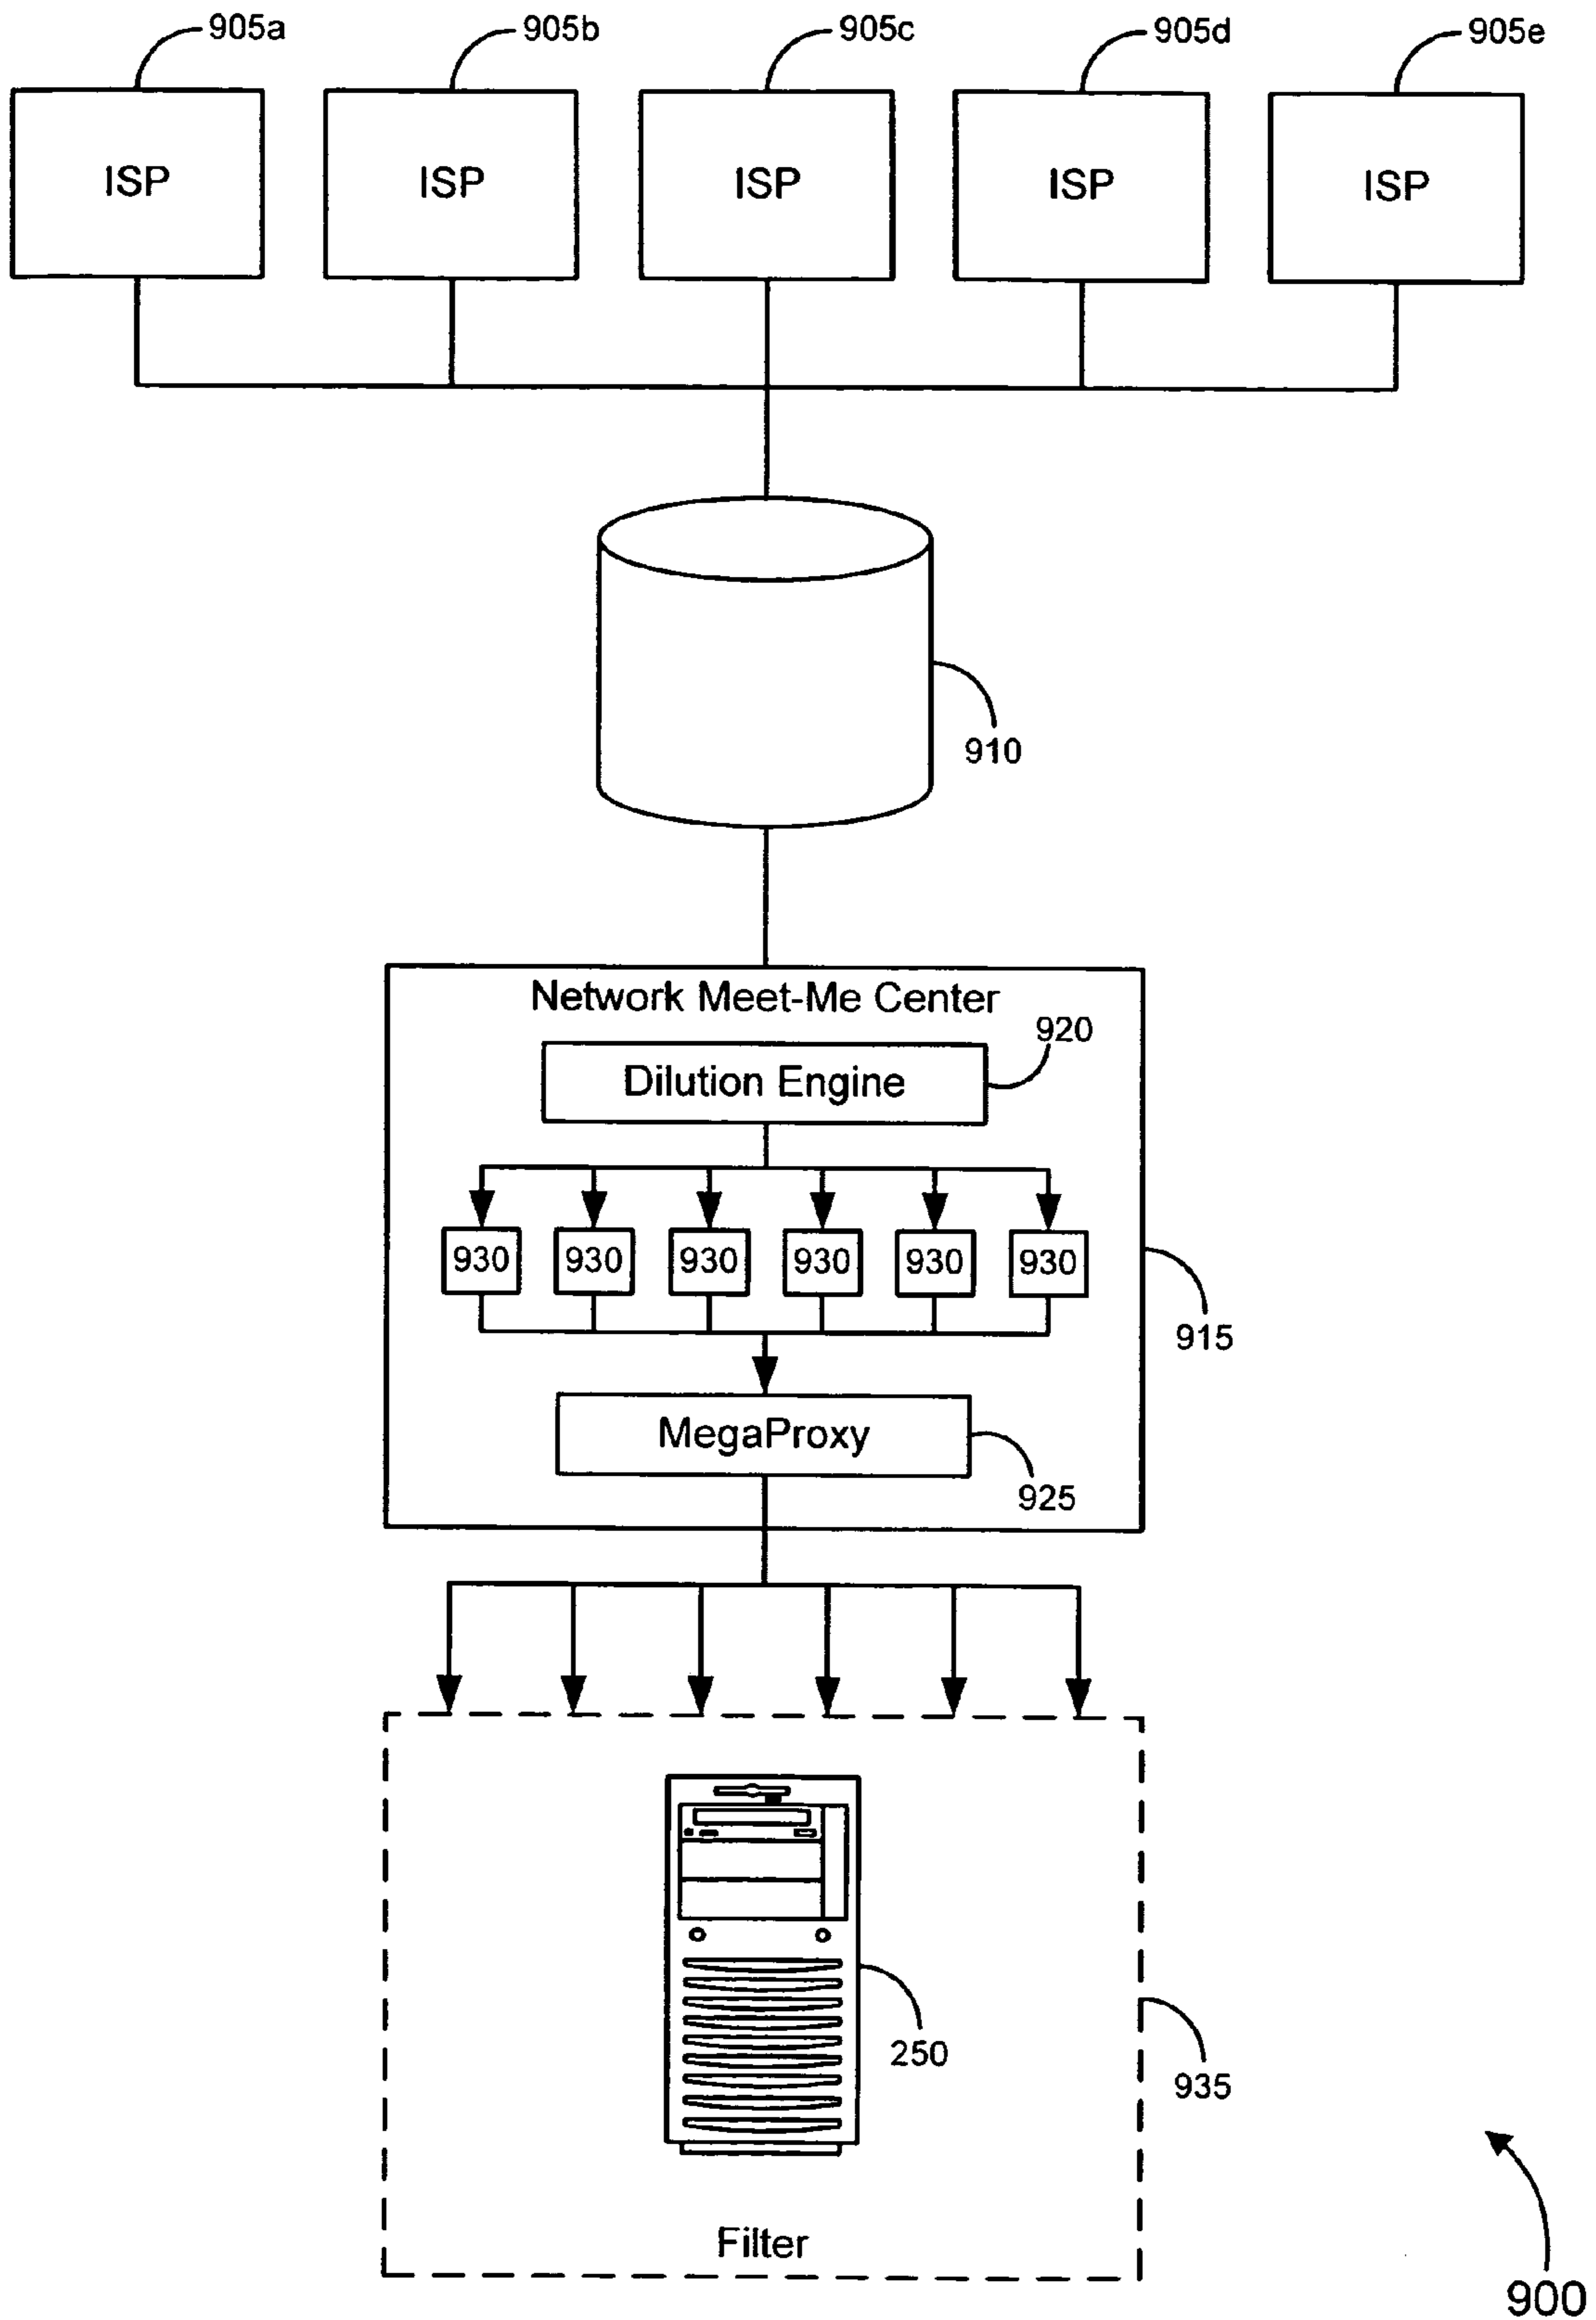 905a 905b 905c 905d 905e
ISP ISP ISP ISP ISP
910
Network Meet-Me Center
920
Dilution Engine
930 930 930 930 930 930
915
MegaProxy
925
250
935
Filter
900